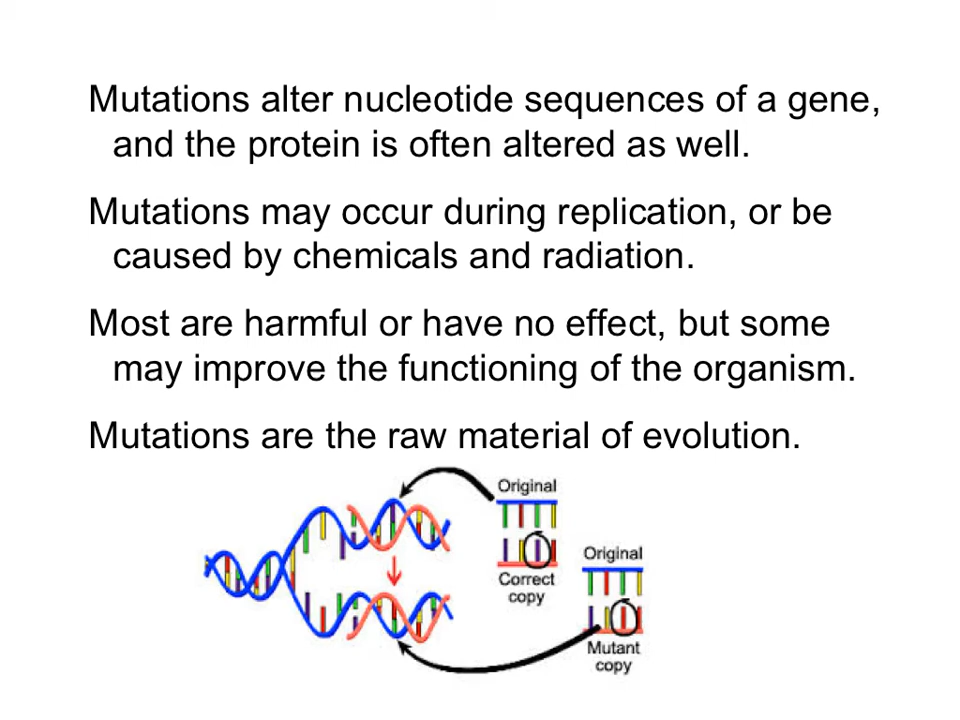 Mutations alter nucleotide sequences of a gene,
and the protein is often altered as well.
Mutations may occur during replication, or be
caused by chemicals and radiation.
Most are harmful or have no effect, but some
may improve the functioning of the organism.
Mutations are the raw material of evolution.
Original
Correct
copy
Original
Mutant
copy